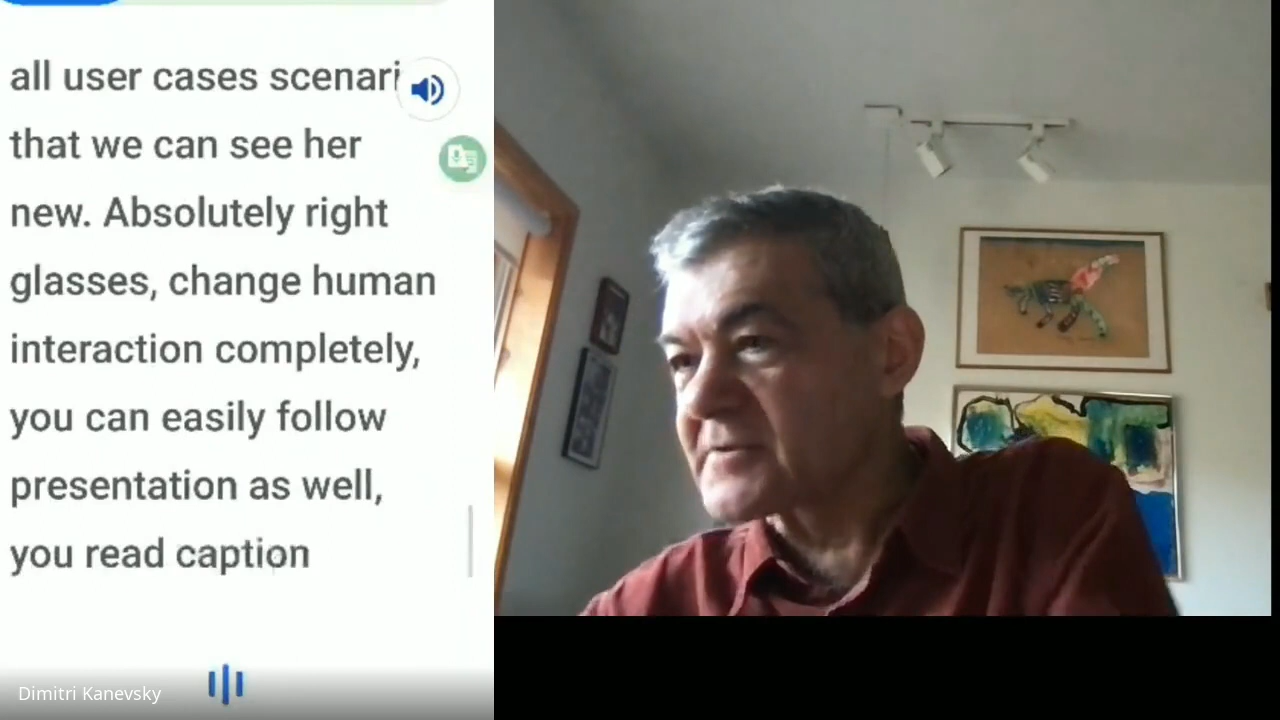 all user cases scenari
that we can see her
new. Absolutely right
glasses, change human
interaction completely,
you can easily follow
presentation as well,
you read caption
Dimitri Kanevsky